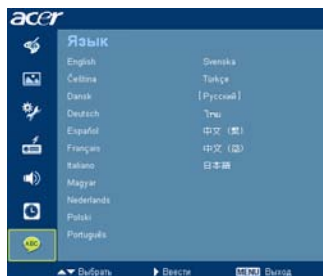 acer
Язык
English
Čeština
Dansk
Deutsch
Español
Français
Italiano
Magyar
Nederlands
Polski
Português
Svenska
Türkçe
[Русский]
ไทย
中文 (繁)
中文 (简)
日本語
ABC
▲▼ Выбрать ▶ Ввести MENU Выход